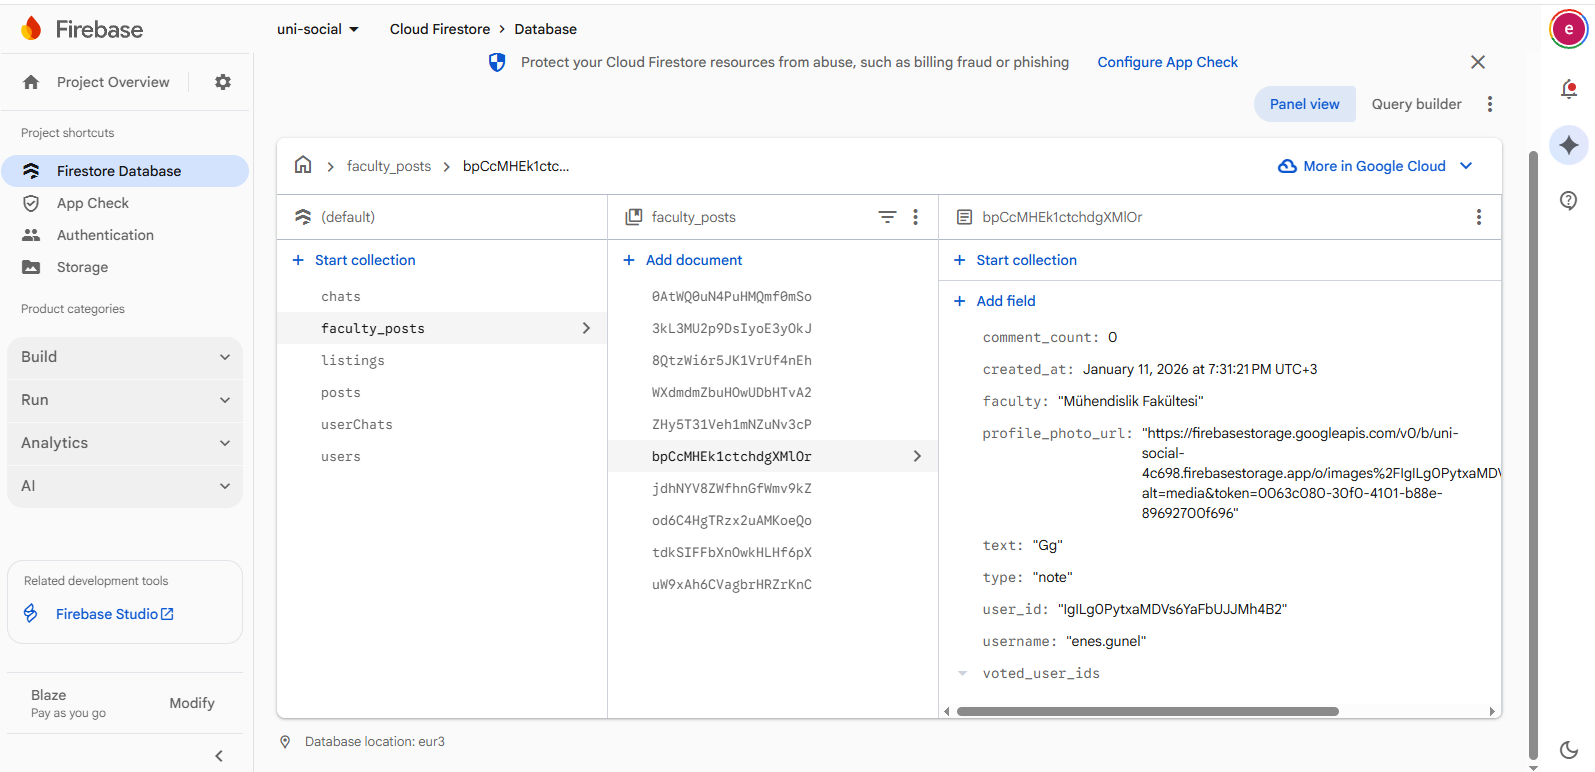 Firebase
uni-social
Cloud Firestore > Database
e
Protect your Cloud Firestore resources from abuse, such as billing fraud or phishing
Configure App Check
Project Overview
Panel view
Query builder
Project shortcuts
Firestore Database
App Check
Authentication
Storage
Product categories
Build
Run
Analytics
AI
Related development tools
Firebase Studio
Blaze
Pay as you go
Modify
faculty_posts > bpCcMHEk1ctc...
More in Google Cloud
(default)
+ Start collection
chats
faculty_posts
listings
posts
userChats
users
faculty_posts
+ Add document
0AtWQ0uN4PuHMQmf0mSo
3kL3MU2p9DsIyoE3yOkJ
8QtzWi6r5JK1VrUf4nEh
WXdmdmZbuHOwUDbHTvA2
ZHy5T31Veh1mNZuNv3cP
bpCcMHEk1ctchdgXMlOr
jdhNYV8ZWfhnGfWmv9kZ
od6C4HgTRzx2uAMKoeQo
tdkSIFFbXnOwkHLHf6pX
uW9xAh6CVagbrHRZrKnC
bpCcMHEk1ctchdgXMlOr
+ Start collection
+ Add field
comment_count: 0
created_at: January 11, 2026 at 7:31:21 PM UTC+3
faculty: "Mühendislik Fakültesi"
profile_photo_url: "https://firebasestorage.googleapis.com/v0/b/uni-
social-
4c698.firebasestorage.app/o/images%2FIgILg0PytxaMDV
alt=media&token=0063c080-30f0-4101-b88e-
89692700f696"
text: "Gg"
type: "note"
user_id: "IgILg0PytxaMDVs6YaFbUJJMh4B2"
username: "enes.gunel"
voted_user_ids
Database location: eur3